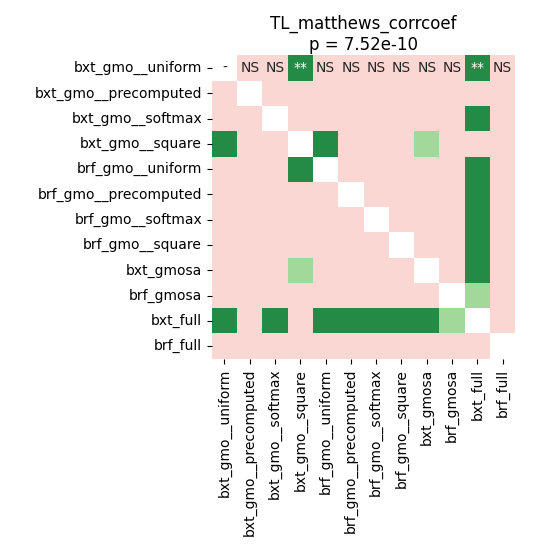 TL_matthews_corrcoef
p = 7.52e-10
bxt_gmo__uniform - NS NS ** NS NS NS NS NS NS ** NS
bxt_gmo__precomputed
bxt_gmo__softmax
bxt_gmo__square
brf_gmo__uniform
brf_gmo__precomputed
brf_gmo__softmax
brf_gmo__square
bxt_gmosa
brf_gmosa
bxt_full
brf_full
bxt_gmo__uniform
bxt_gmo__precomputed
bxt_gmo__softmax
bxt_gmo__square
brf_gmo__uniform
brf_gmo__precomputed
brf_gmo__softmax
brf_gmo__square
bxt_gmosa
brf_gmosa
bxt_full
brf_full